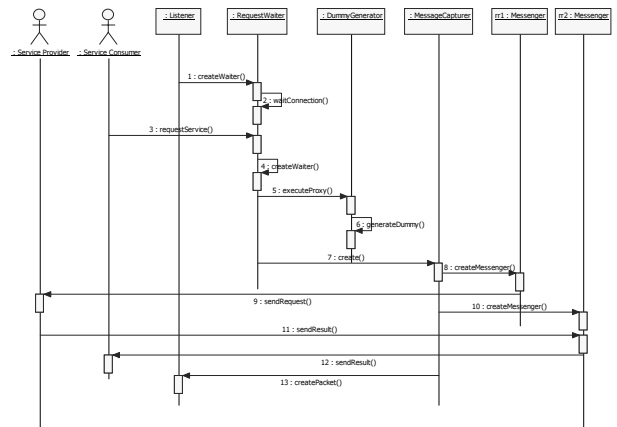 : Listener
: RequestWaiter
: DummyGenerator
: MessageCapturer
rr1 : Messenger
rr2 : Messenger
: Service Provider
: Service Consumer
1 : createWaiter()
2 : waitConnection()
3 : requestService()
4 : createWaiter()
5 : executeProxy()
6 : generateDummy()
7 : create()
8 : createMessenger()
9 : sendRequest()
10 : createMessenger()
11 : sendResult()
12 : sendResult()
13 : createPacket()